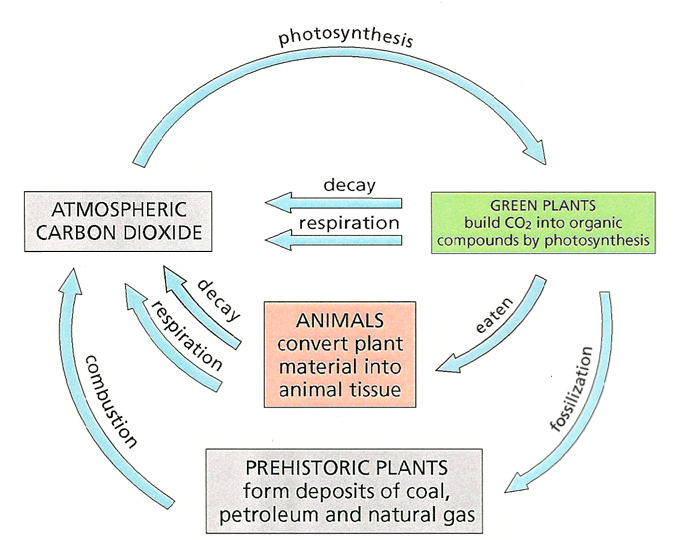 photosynthesis
ATMOSPHERIC
CARBON DIOXIDE
decay
respiration
GREEN PLANTS
build CO₂ into organic
compounds by photosynthesis
decay
respiration
ANIMALS
convert plant
material into
animal tissue
eaten
fossilization
combustion
PREHISTORIC PLANTS
form deposits of coal,
petroleum and natural gas